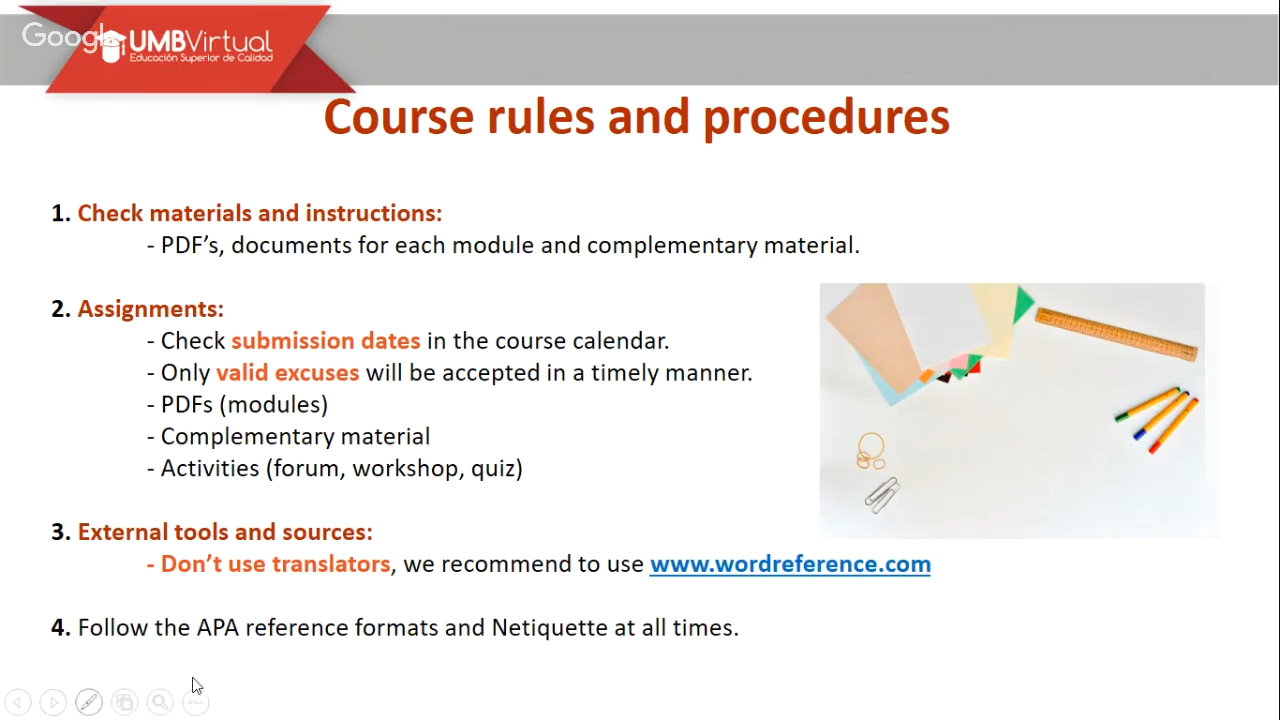 Google
UMBVirtual
Educación Superior de Calidad
Course rules and procedures
1. Check materials and instructions:
- PDF’s, documents for each module and complementary material.
2. Assignments:
- Check submission dates in the course calendar.
- Only valid excuses will be accepted in a timely manner.
- PDFs (modules)
- Complementary material
- Activities (forum, workshop, quiz)
3. External tools and sources:
- Don’t use translators, we recommend to use www.wordreference.com
4. Follow the APA reference formats and Netiquette at all times.